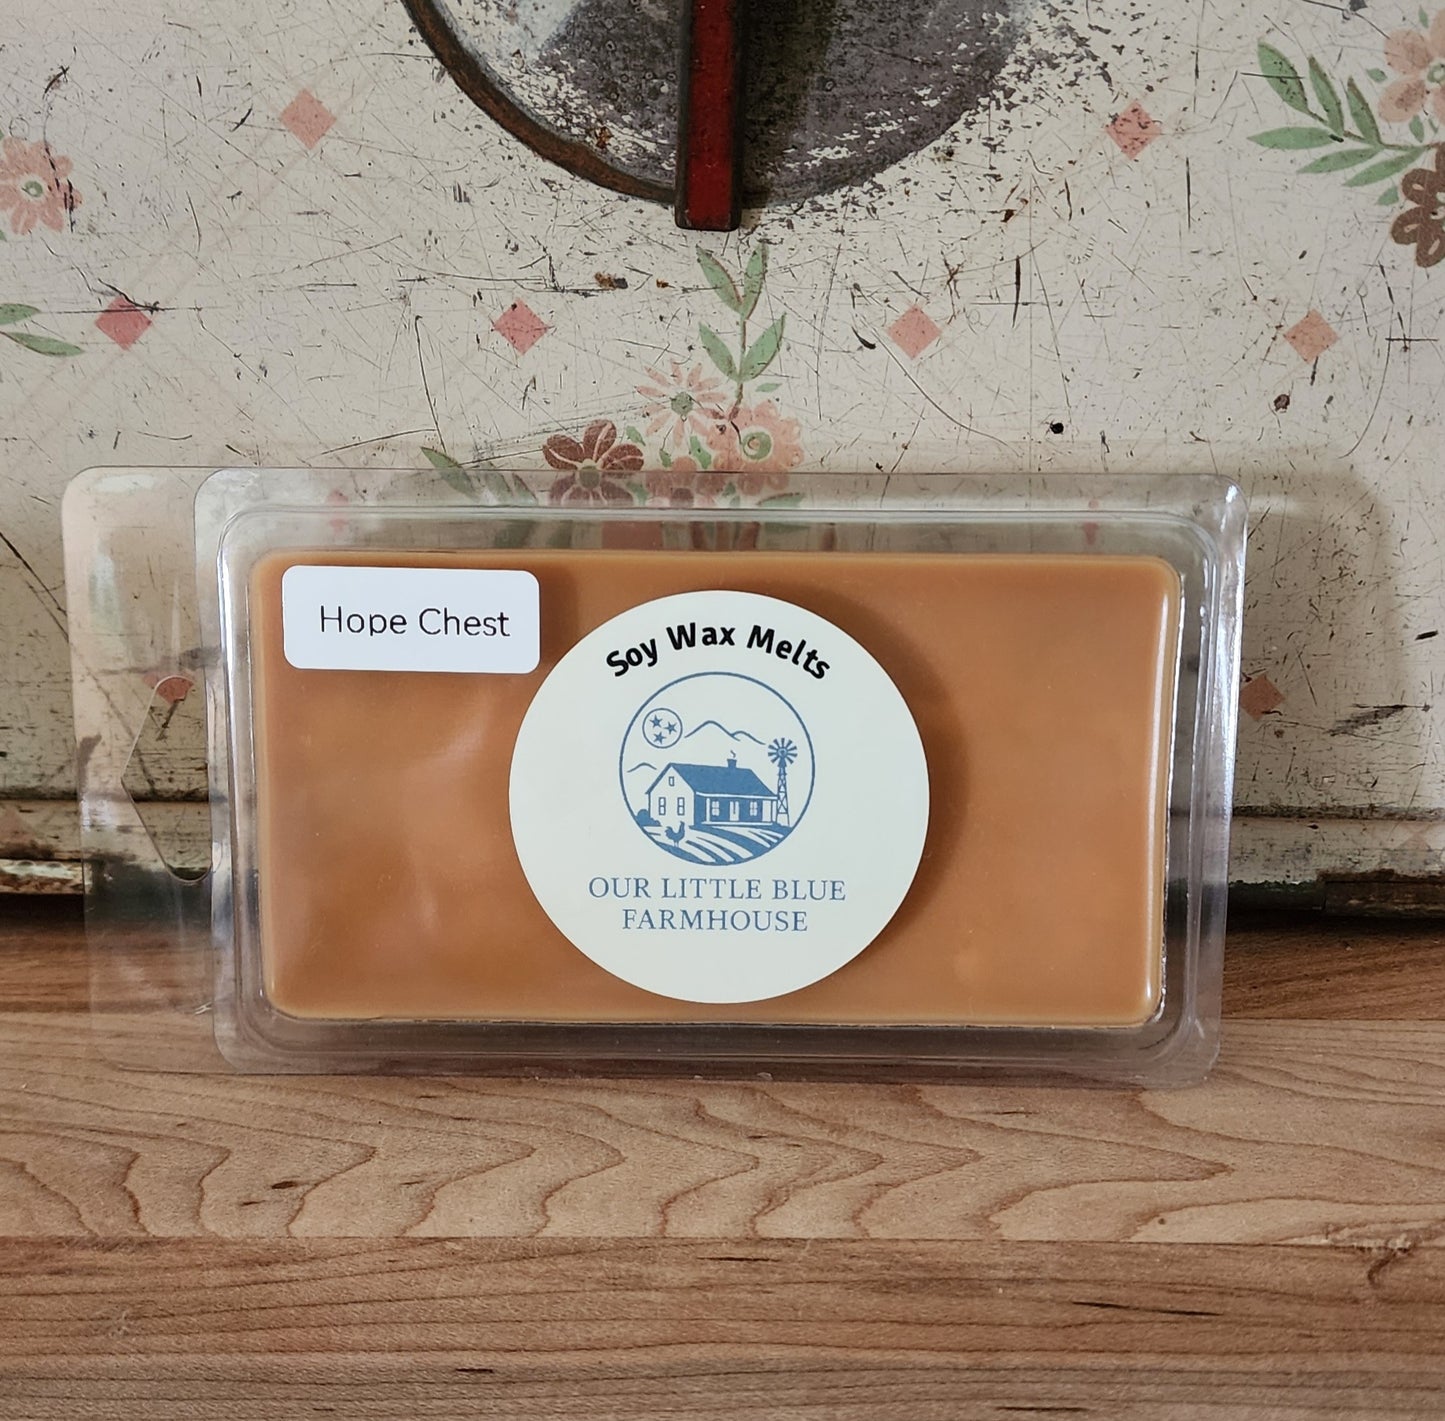 Hope Chest
Soy Wax Melts
OUR LITTLE BLUE
FARMHOUSE